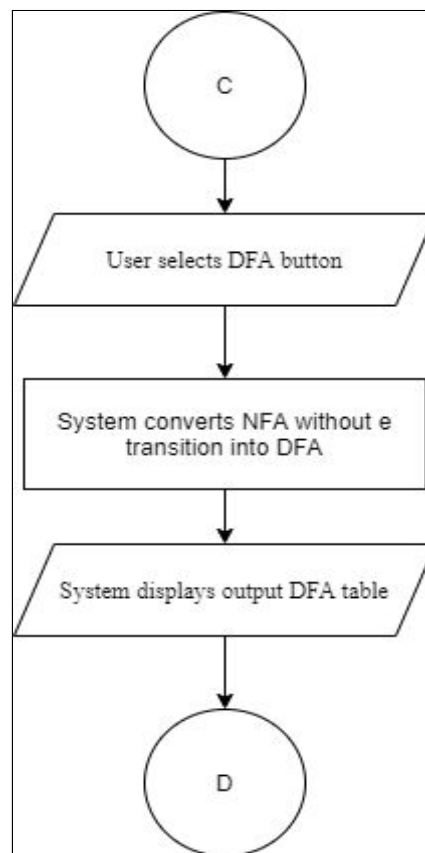 C
User selects DFA button
System converts NFA without e
transition into DFA
System displays output DFA table
D